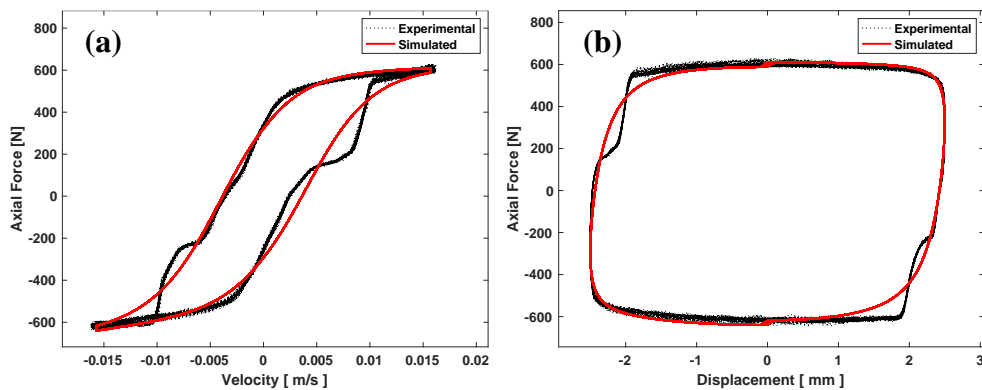 (a)
Experimental
Simulated
800
600
400
200
0
-200
-400
-600
Axial Force [N]
-0.015 -0.01 -0.005 0 0.005 0.01 0.015 0.02
Velocity [ m/s ]
(b)
Experimental
Simulated
800
600
400
200
0
-200
-400
-600
Axial Force [N]
-2 -1 0 1 2 3
Displacement [ mm ]